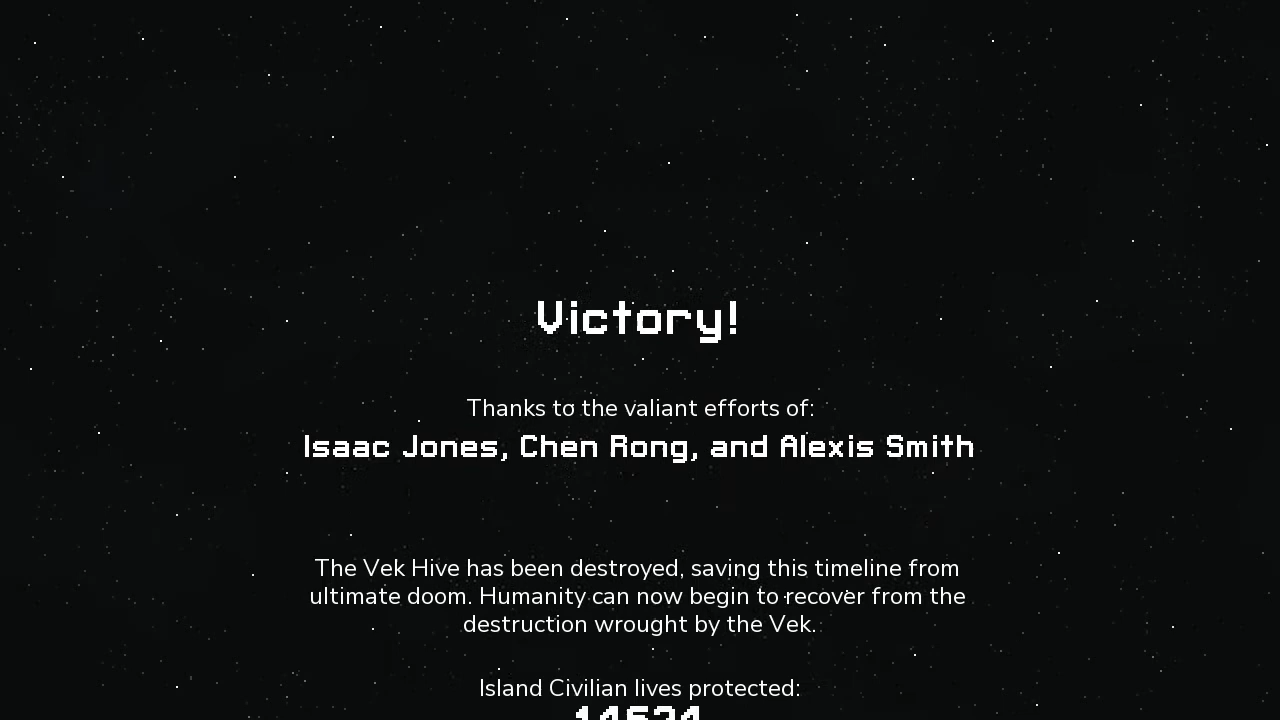 Victory!
Thanks to the valiant efforts of:
Isaac Jones, Chen Rong, and Alexis Smith
The Vek Hive has been destroyed, saving this timeline from
ultimate doom. Humanity can now begin to recover from the
destruction wrought by the Vek.
Island Civilian lives protected: